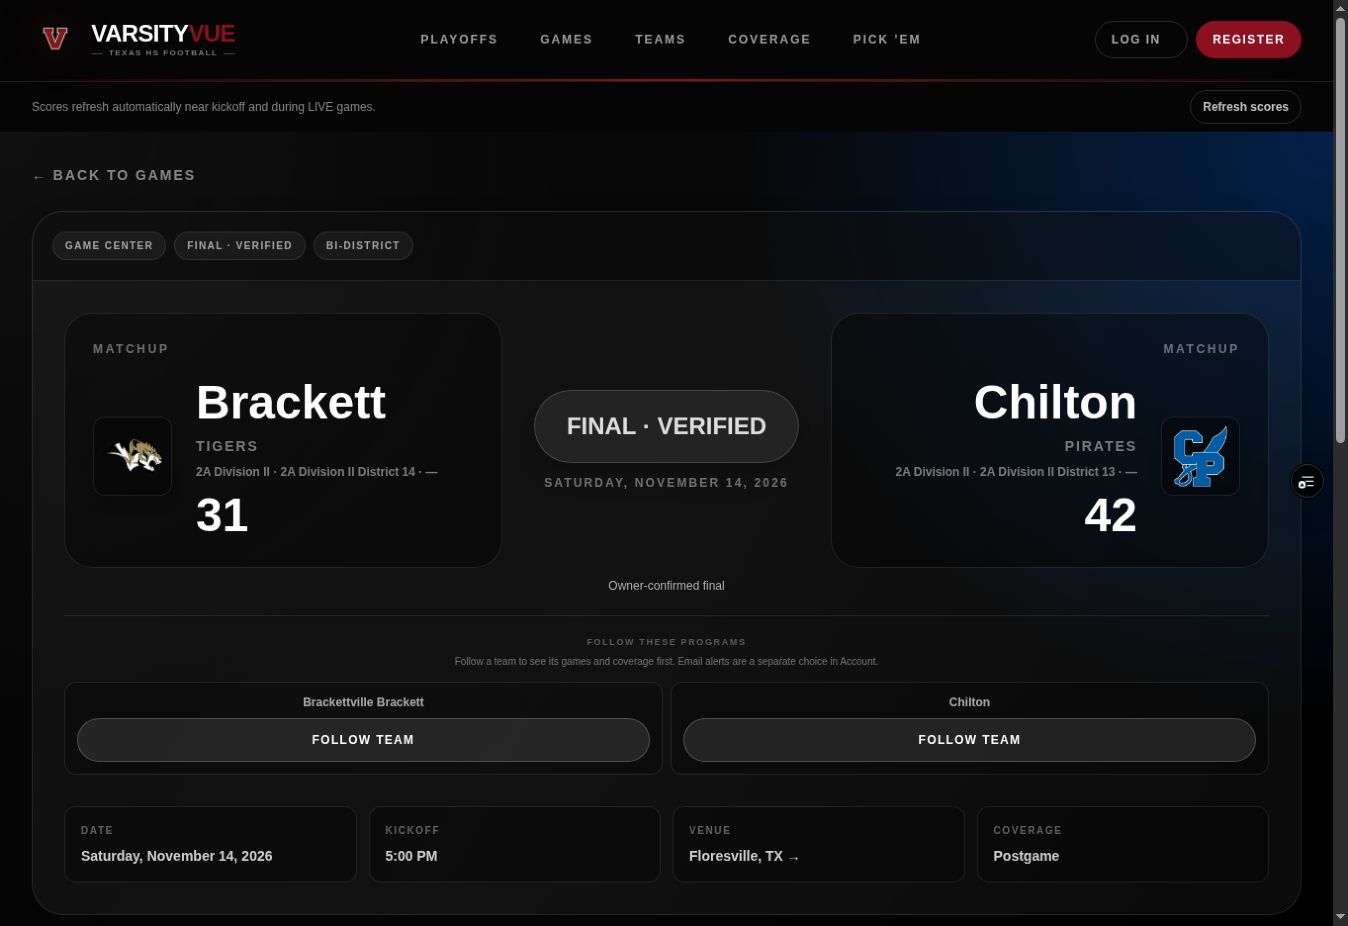 VARSITYVUE
TEXAS HS FOOTBALL
PLAYOFFS
GAMES
TEAMS
COVERAGE
PICK 'EM
LOG IN
REGISTER
Scores refresh automatically near kickoff and during LIVE games.
Refresh scores
← BACK TO GAMES
GAME CENTER
FINAL · VERIFIED
BI-DISTRICT
MATCHUP
Brackett
TIGERS
2A Division II · 2A Division II District 14 · —
31
FINAL · VERIFIED
SATURDAY, NOVEMBER 14, 2026
MATCHUP
Chilton
PIRATES
2A Division II · 2A Division II District 13 · —
42
Owner-confirmed final
FOLLOW THESE PROGRAMS
Follow a team to see its games and coverage first. Email alerts are a separate choice in Account.
Brackettville Brackett
FOLLOW TEAM
Chilton
FOLLOW TEAM
DATE
Saturday, November 14, 2026
KICKOFF
5:00 PM
VENUE
Floresville, TX →
COVERAGE
Postgame